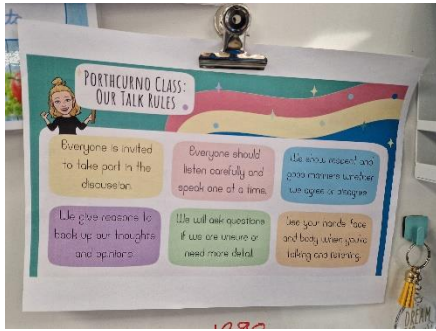 PORTHCURNO CLASS:
OUR TALK RULES
Everyone is invited
to take part in the
discussion.
Everyone should
listen carefully and
speak one at a time.
We show respect and
good manners whether
we agree or disagree.
We give reasons to
back up our thoughts
and opinions.
We will ask questions
if we are unsure or
need more detail.
Use your hands, face
and body when you're
talking and listening.
DREAM